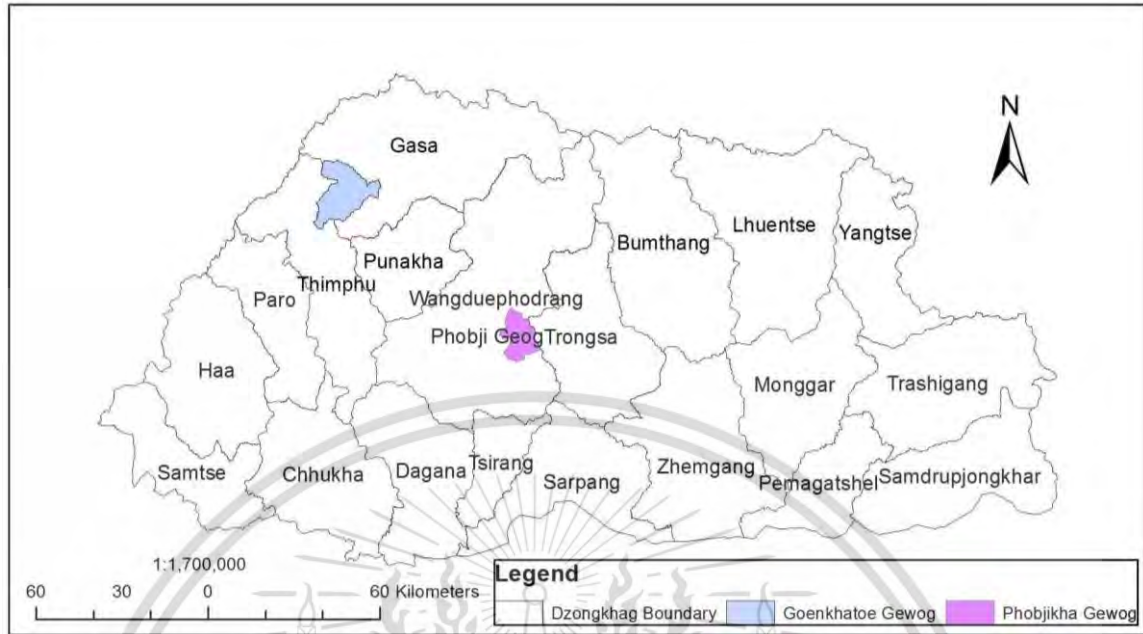 N
Gasa
Lhuentse
Yangtse
Bumthang
Punakha
Thimphu
Paro
Wangduephodrang
Phobji Geog
Trongsa
Haa
Monggar
Trashigang
Samtse
Chhukha
Dagana
Tsirang
Sarpang
Zhemgang
Pemagatshel
Samdrupjongkhar
1:1,700,000
60 30 0 60 Kilometers
Legend
Dzongkhag Boundary Goenkhatoe Gewog Phobjikha Gewog